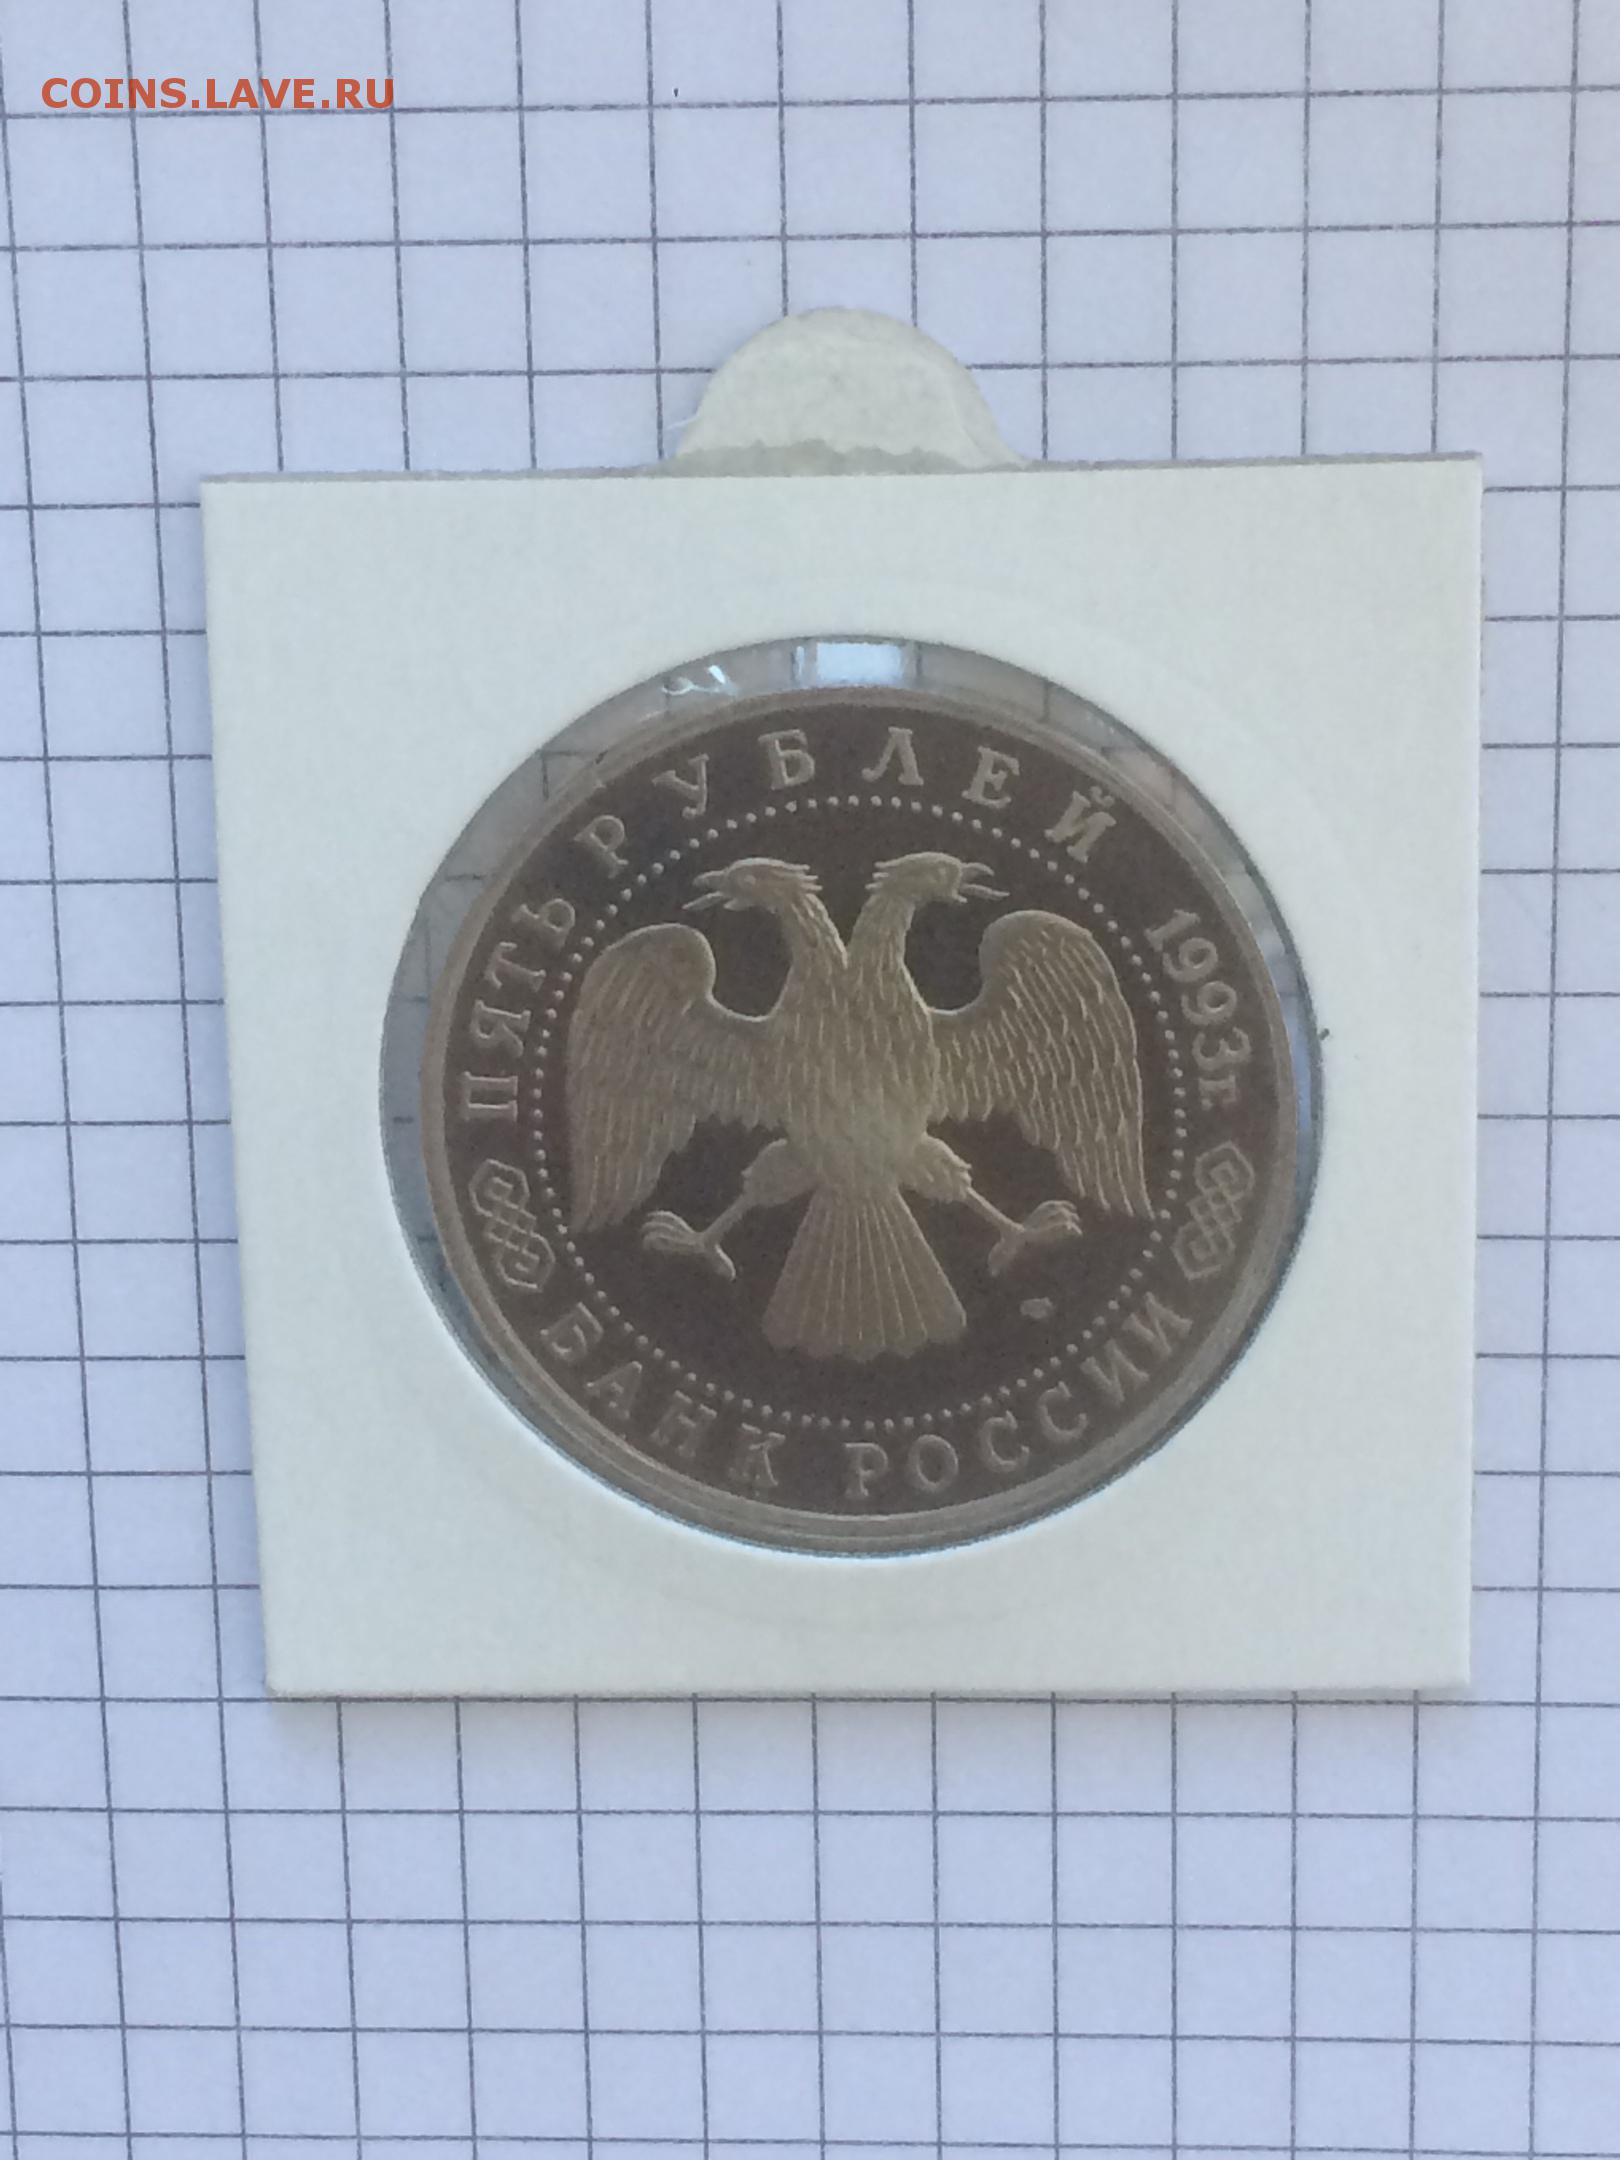 COINS.LAVE.RU
ПЯТЬ РУБЛЕЙ 1993г.
БАНК РОССИИ